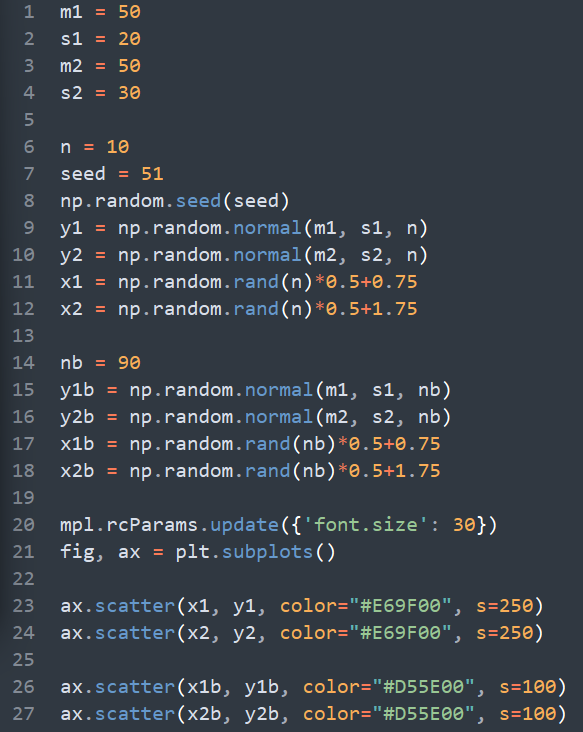 1 m1 = 50
2 s1 = 20
3 m2 = 50
4 s2 = 30
5
6 n = 10
7 seed = 51
8 np.random.seed(seed)
9 y1 = np.random.normal(m1, s1, n)
10 y2 = np.random.normal(m2, s2, n)
11 x1 = np.random.rand(n)*0.5+0.75
12 x2 = np.random.rand(n)*0.5+1.75
13
14 nb = 90
15 y1b = np.random.normal(m1, s1, nb)
16 y2b = np.random.normal(m2, s2, nb)
17 x1b = np.random.rand(nb)*0.5+0.75
18 x2b = np.random.rand(nb)*0.5+1.75
19
20 mpl.rcParams.update({'font.size': 30})
21 fig, ax = plt.subplots()
22
23 ax.scatter(x1, y1, color="#E69F00", s=250)
24 ax.scatter(x2, y2, color="#E69F00", s=250)
25
26 ax.scatter(x1b, y1b, color="#D55E00", s=100)
27 ax.scatter(x2b, y2b, color="#D55E00", s=100)